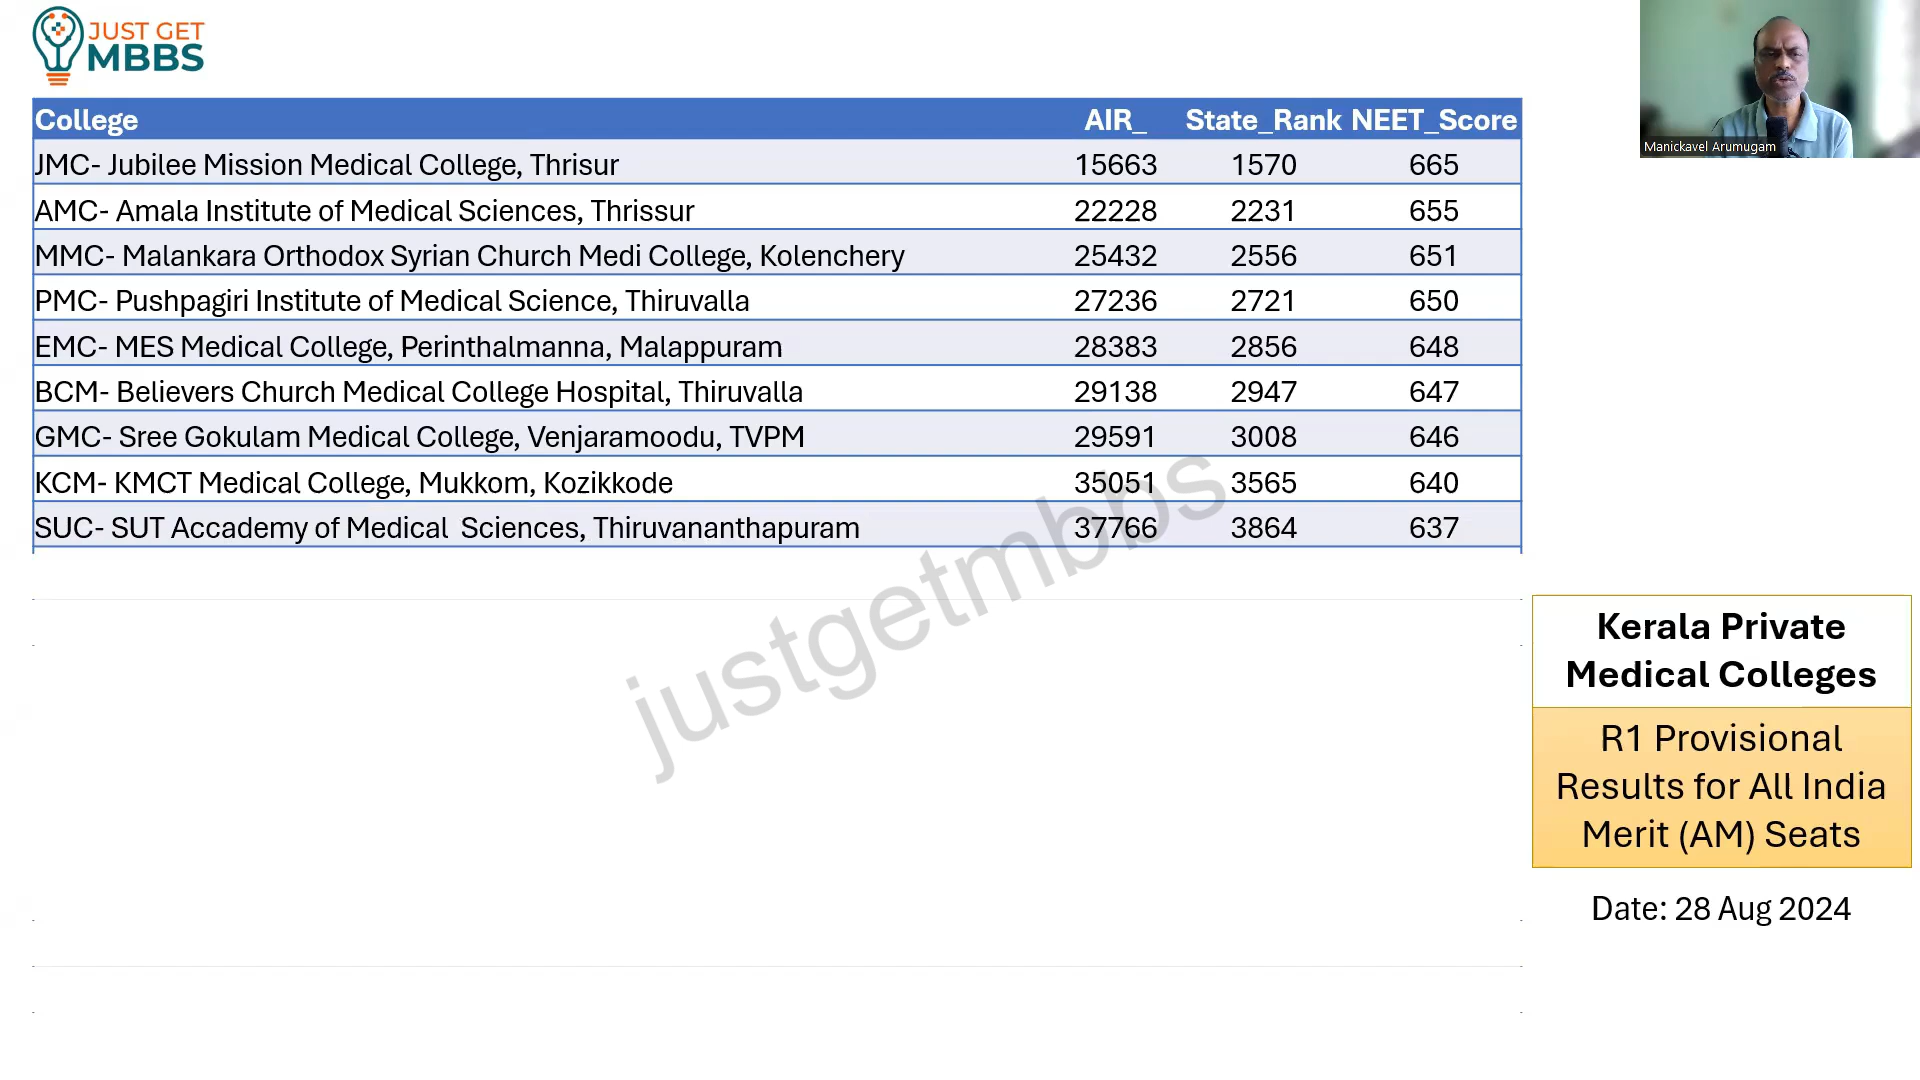 JUST GET
MBBS
Manickavel Arumugam
College AIR_ State_Rank NEET_Score
JMC- Jubilee Mission Medical College, Thrisur 15663 1570 665
AMC- Amala Institute of Medical Sciences, Thrissur 22228 2231 655
MMC- Malankara Orthodox Syrian Church Medi College, Kolenchery 25432 2556 651
PMC- Pushpagiri Institute of Medical Science, Thiruvalla 27236 2721 650
EMC- MES Medical College, Perinthalmanna, Malappuram 28383 2856 648
BCM- Believers Church Medical College Hospital, Thiruvalla 29138 2947 647
GMC- Sree Gokulam Medical College, Venjaramoodu, TVPM 29591 3008 646
KCM- KMCT Medical College, Mukkom, Kozikkode 35051 3565 640
SUC- SUT Accademy of Medical  Sciences, Thiruvananthapuram 37766 3864 637
justgetmbbs
Kerala Private
Medical Colleges
R1 Provisional
Results for All India
Merit (AM) Seats
Date: 28 Aug 2024